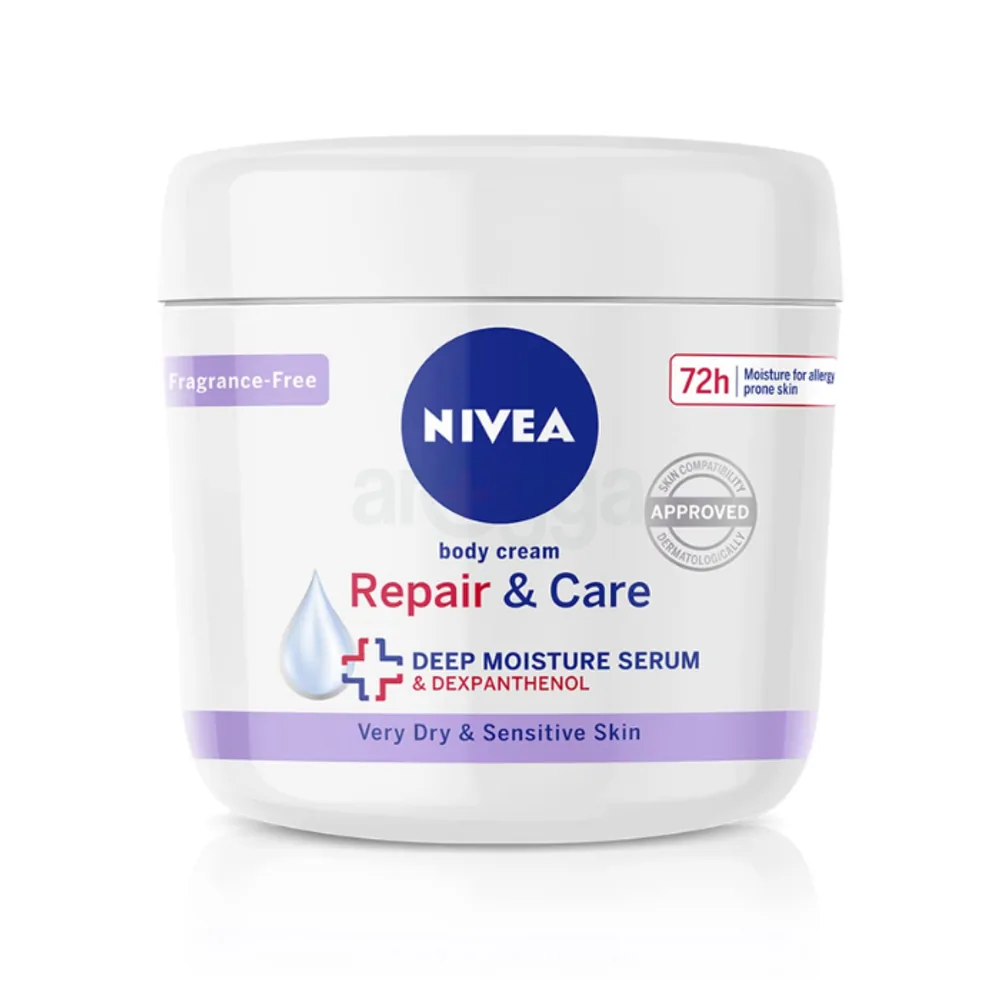 Fragrance-Free
72h
Moisture for allergy
prone skin
NIVEA
arogga
SKIN COMPATIBILITY
APPROVED
DERMATOLOGICALLY
body cream
Repair & Care
DEEP MOISTURE SERUM
& DEXPANTHENOL
Very Dry & Sensitive Skin